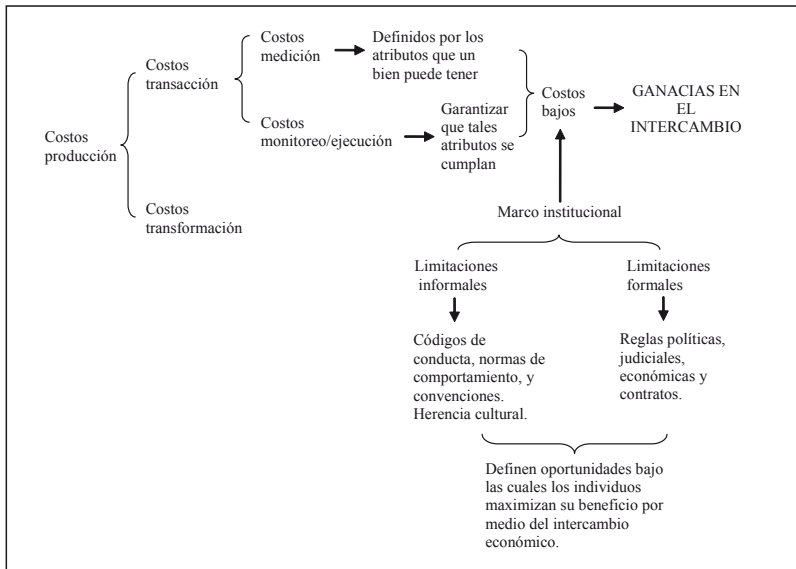 Costos
producción
Costos
transacción
Costos
transformación
Costos
medición
Definidos por los
atributos que un
bien puede tener
Costos
monitoreo/ejecución
Garantizar
que tales
atributos se
cumplan
Costos
bajos
GANACIAS EN
EL
INTERCAMBIO
Marco institucional
Limitaciones
informales
Códigos de
conducta, normas de
comportamiento, y
convenciones.
Herencia cultural.
Limitaciones
formales
Reglas políticas,
judiciales,
económicas y
contratos.
Definen oportunidades bajo
las cuales los individuos
maximizan su beneficio por
medio del intercambio
económico.